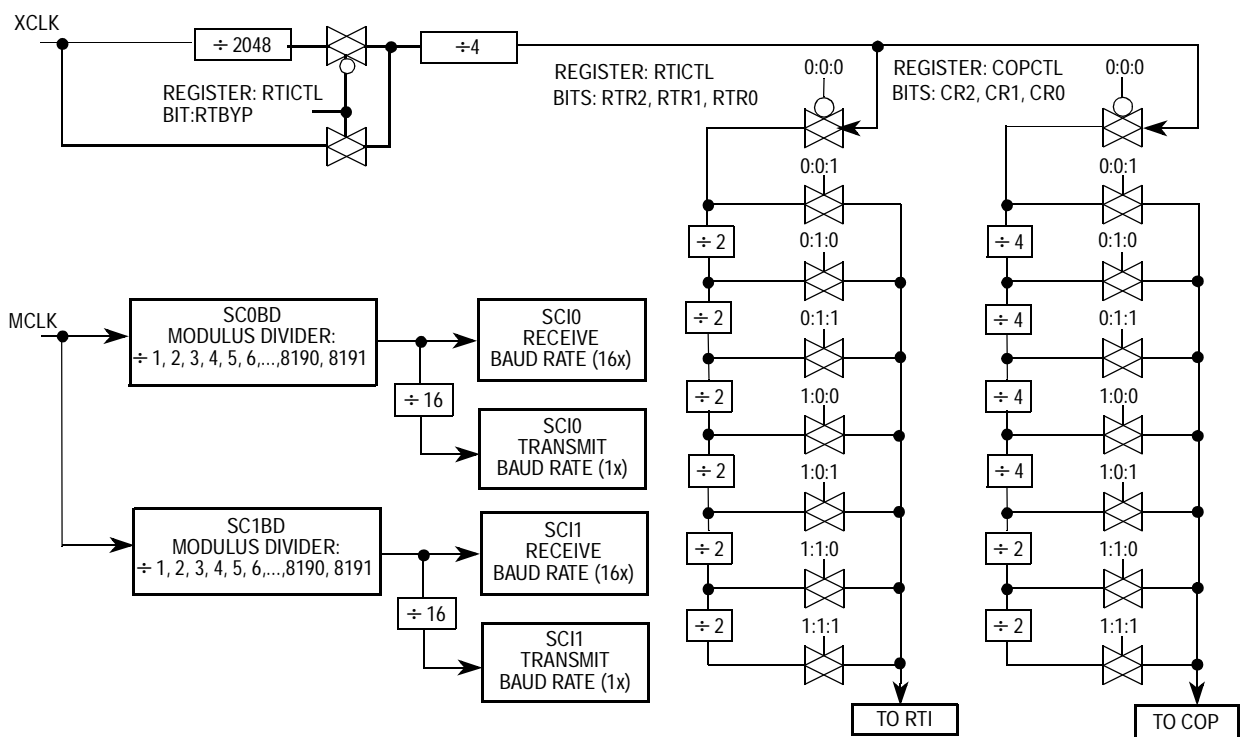 XCLK
÷ 2048
÷4
REGISTER: RTICTL
BIT:RTBYP
REGISTER: RTICTL
BITS: RTR2, RTR1, RTR0
0:0:0
REGISTER: COPCTL
BITS: CR2, CR1, CR0
0:0:0
0:0:1
÷ 2
0:1:0
÷ 2
0:1:1
÷ 2
1:0:0
÷ 2
1:0:1
÷ 2
1:1:0
÷ 2
1:1:1
TO RTI
0:0:1
÷ 4
0:1:0
÷ 4
0:1:1
÷ 4
1:0:0
÷ 4
1:0:1
÷ 2
1:1:0
÷ 2
1:1:1
TO COP
MCLK
SC0BD
MODULUS DIVIDER:
÷ 1, 2, 3, 4, 5, 6,...,8190, 8191
SCI0
RECEIVE
BAUD RATE (16x)
÷ 16
SCI0
TRANSMIT
BAUD RATE (1x)
SC1BD
MODULUS DIVIDER:
÷ 1, 2, 3, 4, 5, 6,...,8190, 8191
SCI1
RECEIVE
BAUD RATE (16x)
÷ 16
SCI1
TRANSMIT
BAUD RATE (1x)